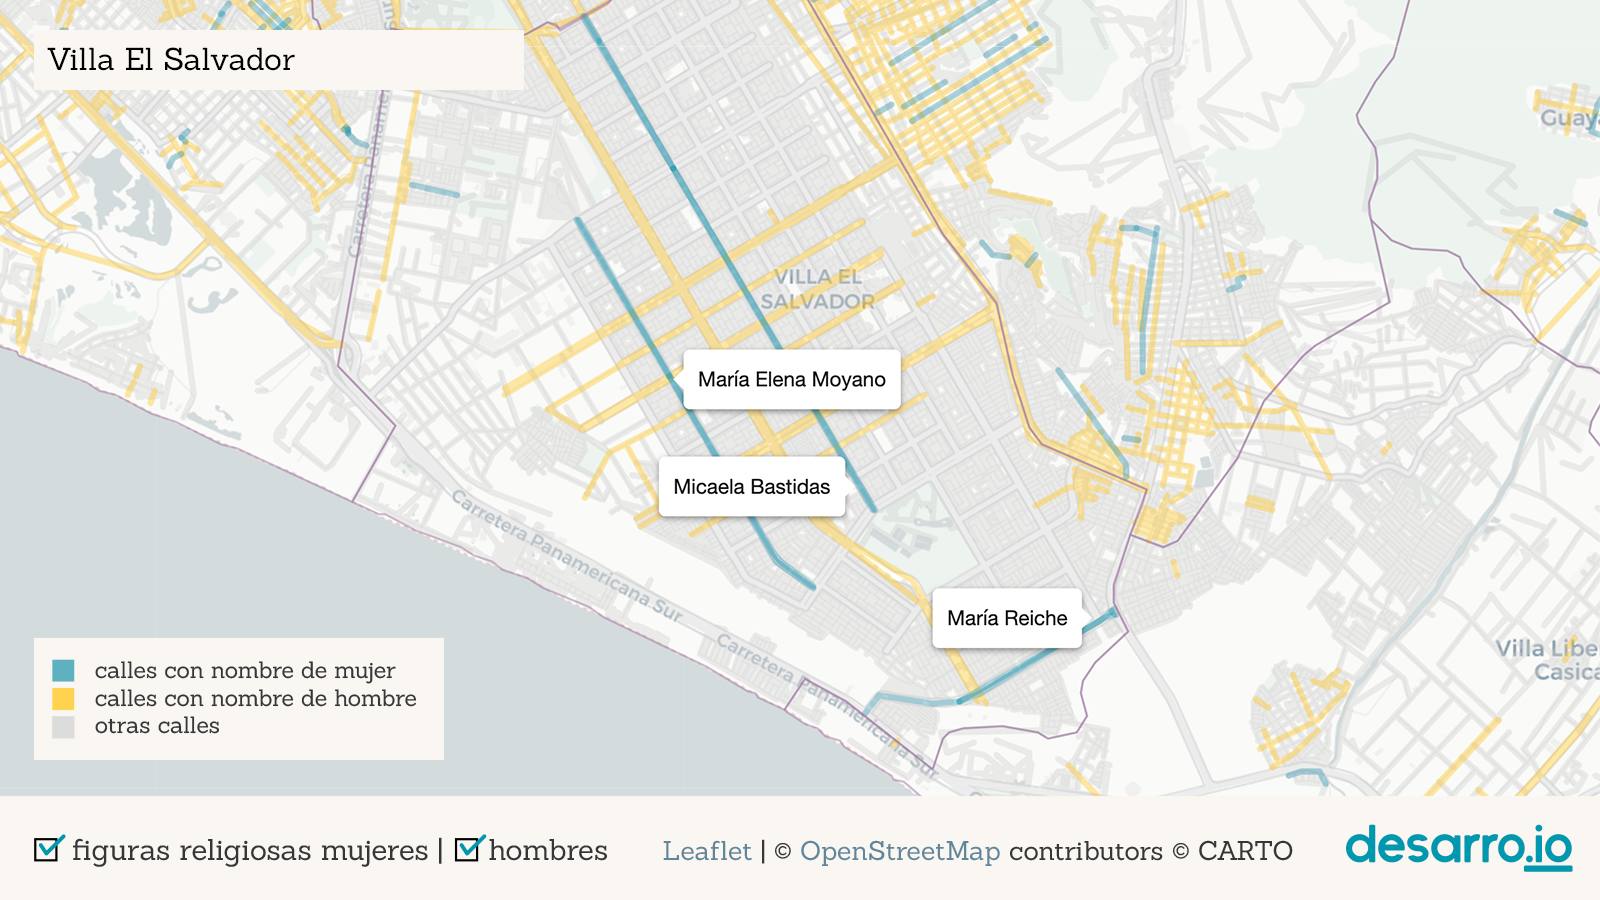 Villa El Salvador
Carretera Panam
Guay
VILLA EL
SALVADOR
María Elena Moyano
Micaela Bastidas
Carretera Panamericana Sur
María Reiche
Carretera Panamericana Sur
Villa Libe
Casica
calles con nombre de mujer
calles con nombre de hombre
otras calles
figuras religiosas mujeres | hombres
Leaflet | © OpenStreetMap contributors © CARTO
desarro.io